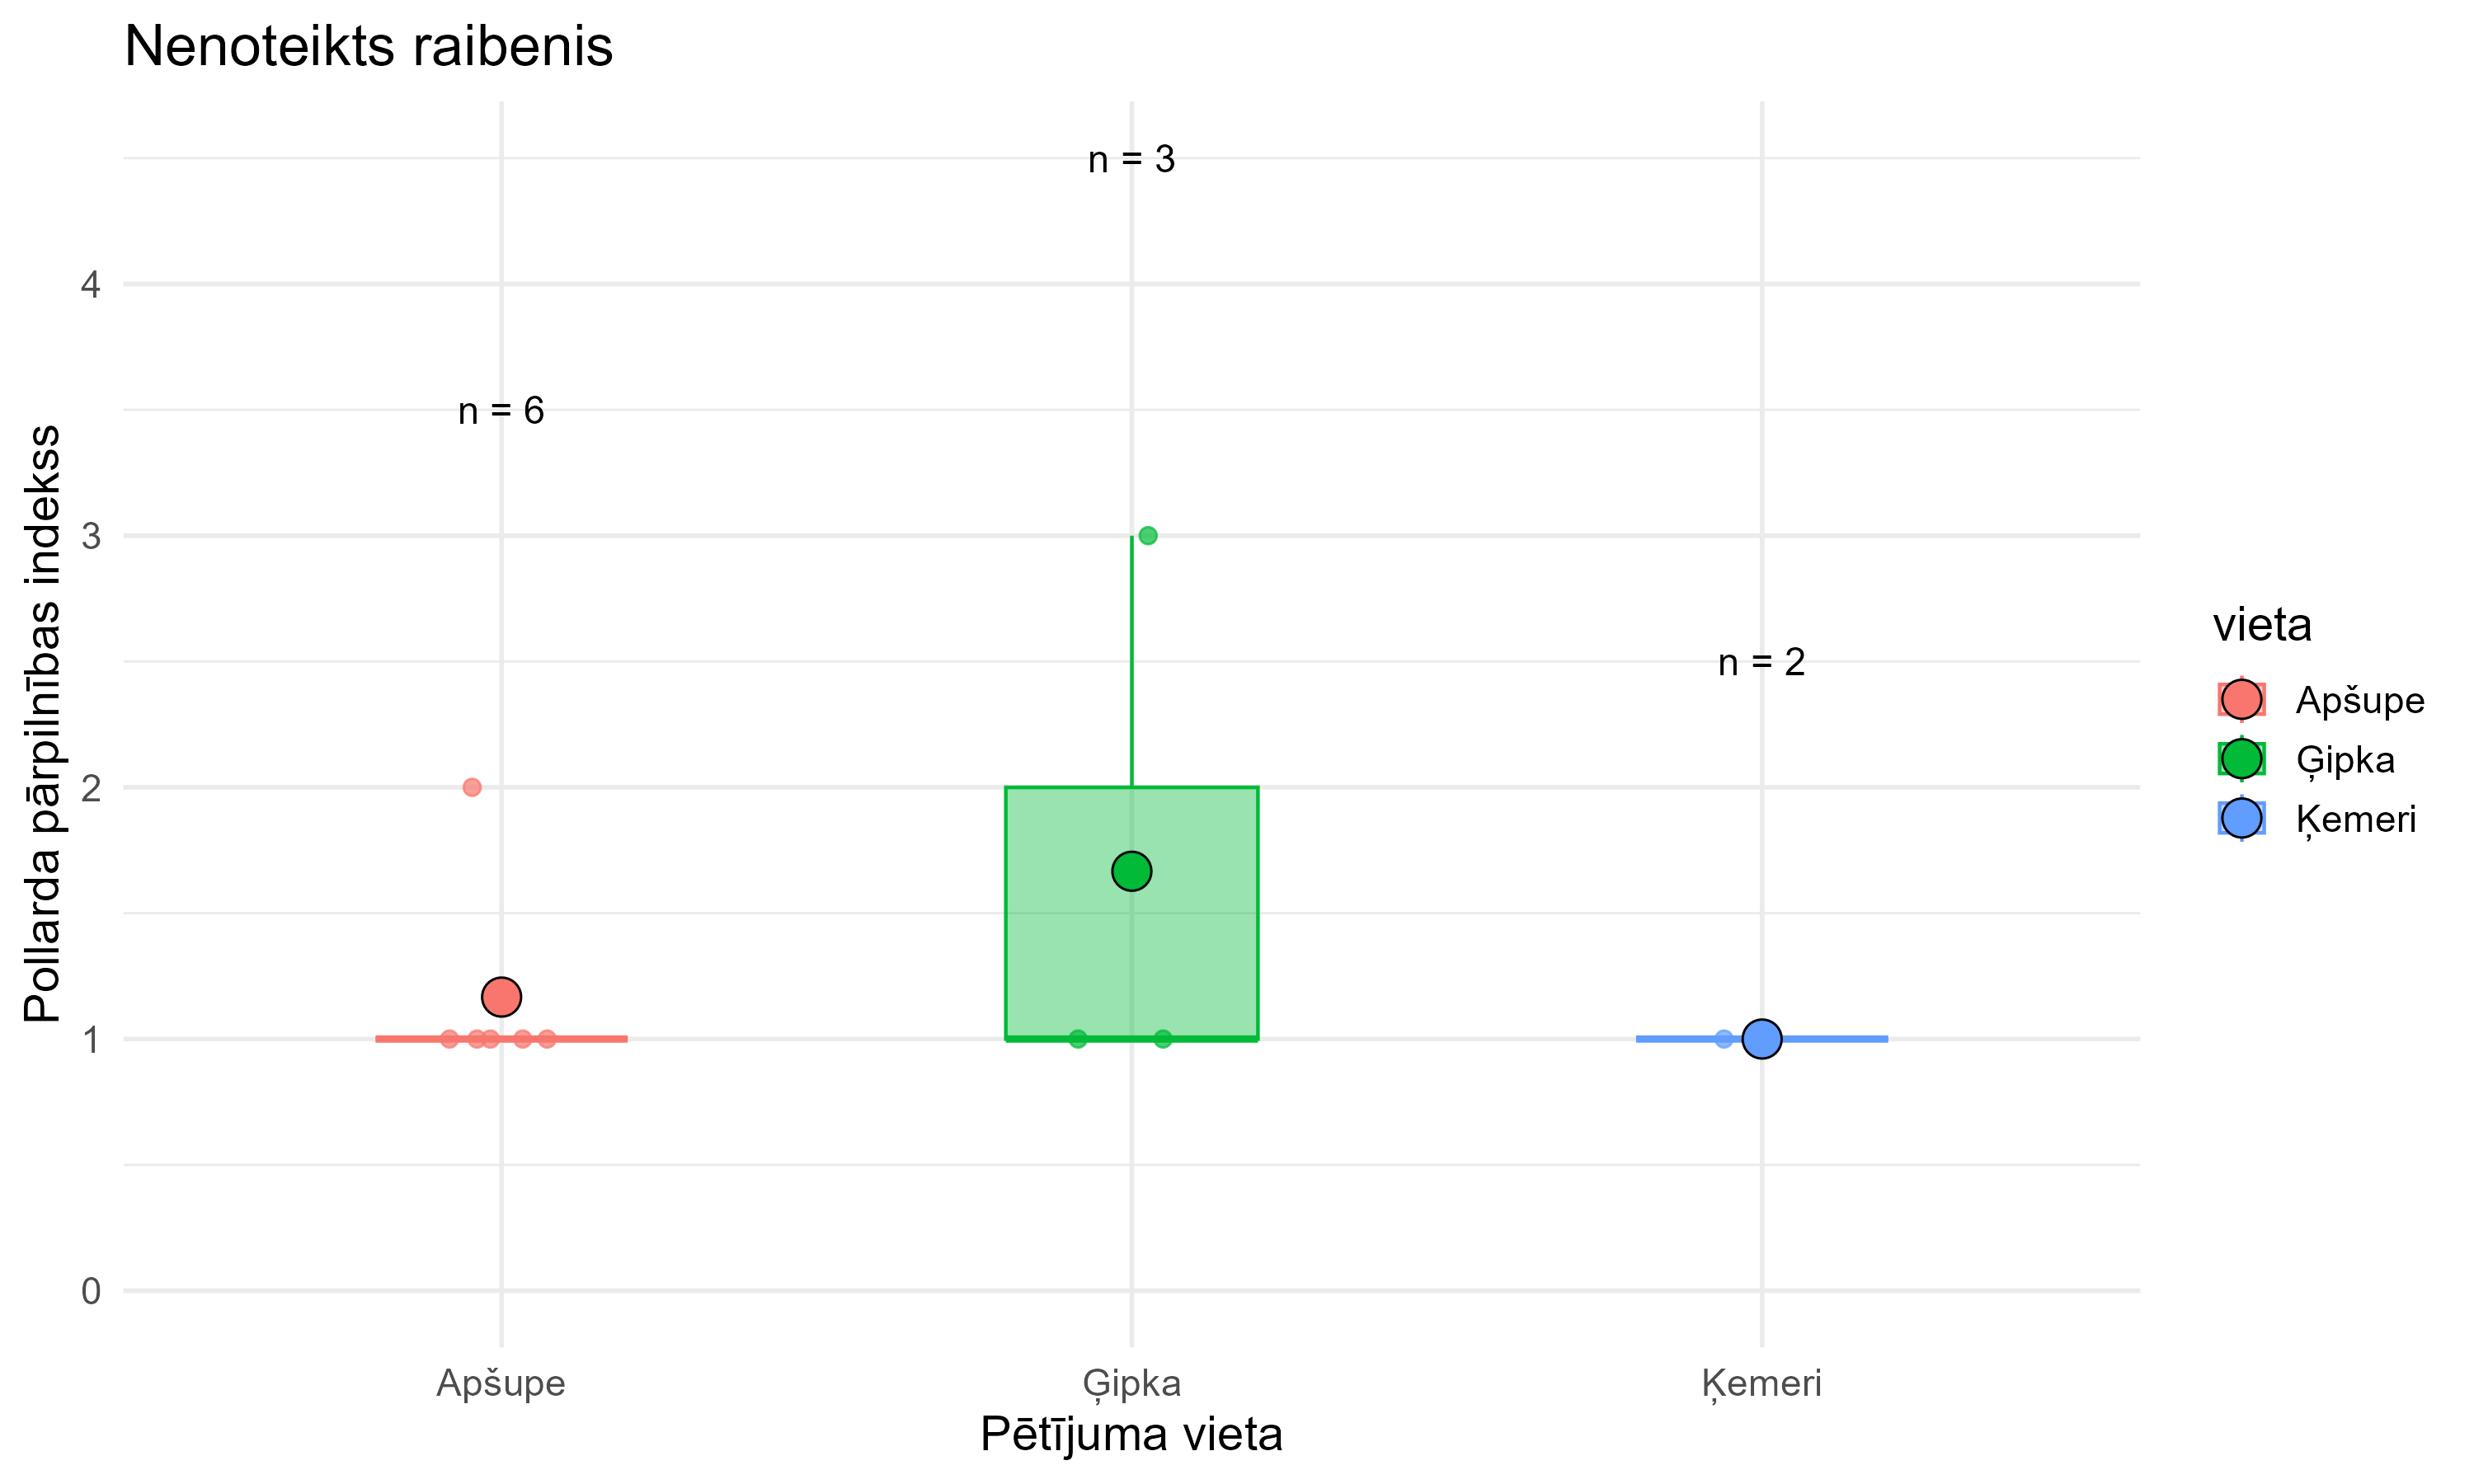 Nenoteikts raibenis
Pollarda pārpilnības indekss
4
3
2
1
0
n = 6
n = 3
n = 2
Apšupe
Ģipka
Ķemeri
Pētījuma vieta
vieta
Apšupe
Ģipka
Ķemeri